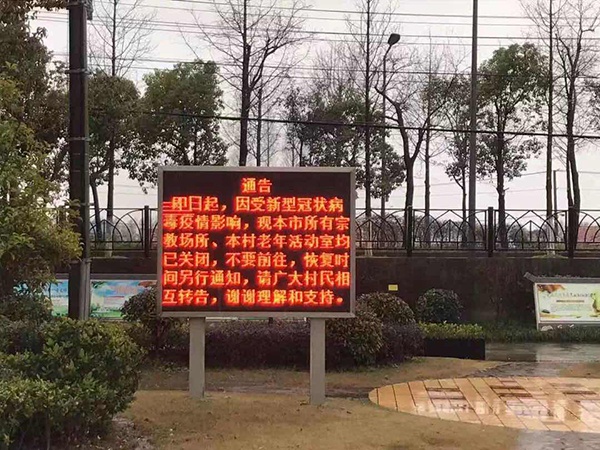 通告
即日起，因受新型冠状病
毒疫情影响，现本市所有宗
教场所、本村老年活动室均
已关闭，不要前往，恢复时
间另行通知，请广大村民相
互转告，谢谢理解和支持。